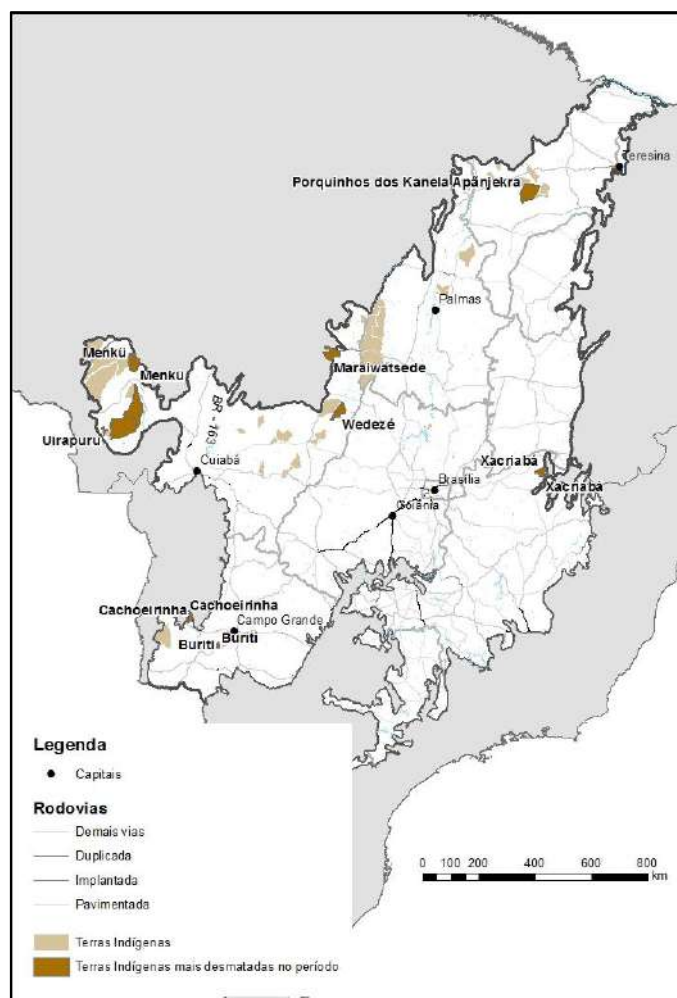 Teresina
Porquinhos dos Kanela Apãnjekra
Palmas
Menkü
Menkü
Maraiwatsede
BR - 163
Wedezé
Uirapuru
Cuiabá
Xacriabá
Brasília
Xacriabá
Goiânia
Cachoeirinha
Cachoeirinha
Campo Grande
Buriti
Buriti
Legenda
Capitais
Rodovias
Demais vias
Duplicada
Implantada
Pavimentada
0 100 200 400 600 800
km
Terras Indígenas
Terras Indígenas mais desmatadas no período